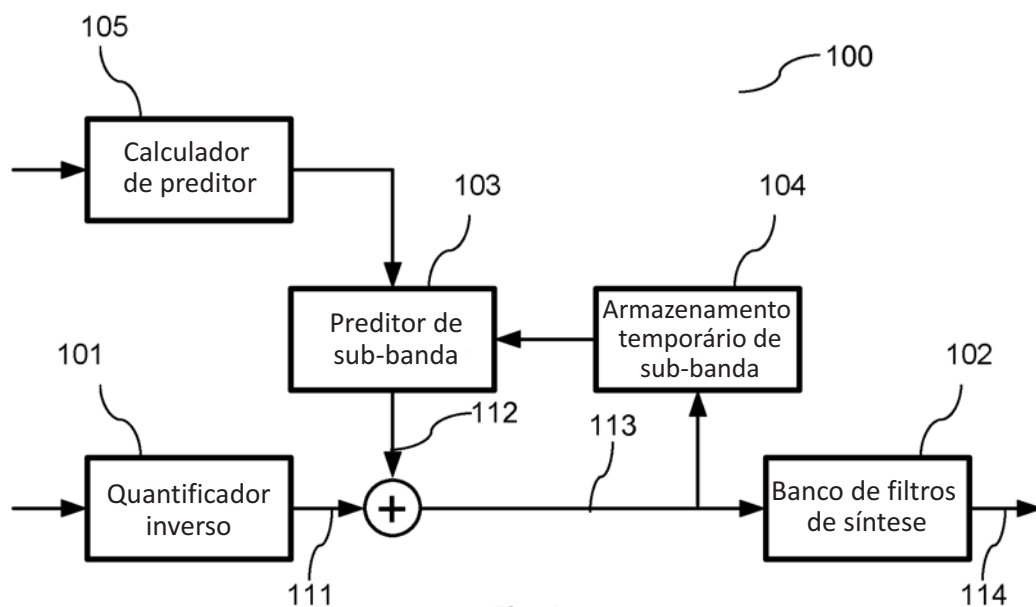 105
100
Calculador
de preditor
103
104
Preditor de
sub-banda
Armazenamento
temporário de
sub-banda
101
102
112
113
Quantificador
inverso
+
Banco de filtros
de síntese
111
114